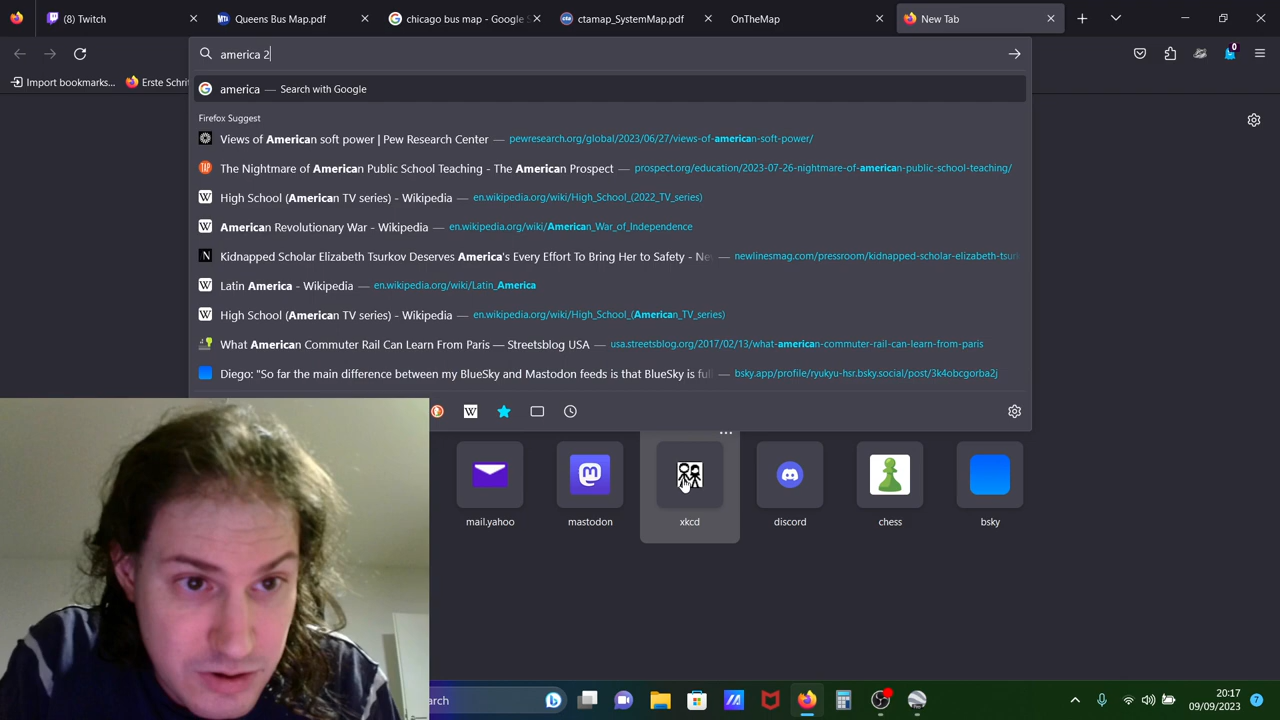 Twitch
Queens Bus Map.pdf
chicago bus map - Google S
ctamap_SystemMap.pdf
OnTheMap
New Tab
america 2
Import bookmarks...
Erste Schri
0
america — Search with Google
Firefox Suggest
Views of American soft power | Pew Research Center — pewresearch.org/global/2023/06/27/views-of-american-soft-power/
The Nightmare of American Public School Teaching - The American Prospect — prospect.org/education/2023-07-26-nightmare-of-american-public-school-teaching/
High School (American TV series) - Wikipedia — en.wikipedia.org/wiki/High_School_(2022_TV_series)
American Revolutionary War - Wikipedia — en.wikipedia.org/wiki/American_War_of_Independence
Kidnapped Scholar Elizabeth Tsurkov Deserves America's Every Effort To Bring Her to Safety - Ne — newlinesmag.com/pressroom/kidnapped-scholar-elizabeth-tsurk
Latin America - Wikipedia — en.wikipedia.org/wiki/Latin_America
High School (American TV series) - Wikipedia — en.wikipedia.org/wiki/High_School_(American_TV_series)
What American Commuter Rail Can Learn From Paris — Streetsblog USA — usa.streetsblog.org/2017/02/13/what-american-commuter-rail-can-learn-from-paris
Diego: "So far the main difference between my BlueSky and Mastodon feeds is that BlueSky is full — bsky.app/profile/ryukyu-hsr.bsky.social/post/3k4obcgorba2j
mail.yahoo
mastodon
xkcd
discord
chess
bsky
earch
20:17
09/09/2023
7